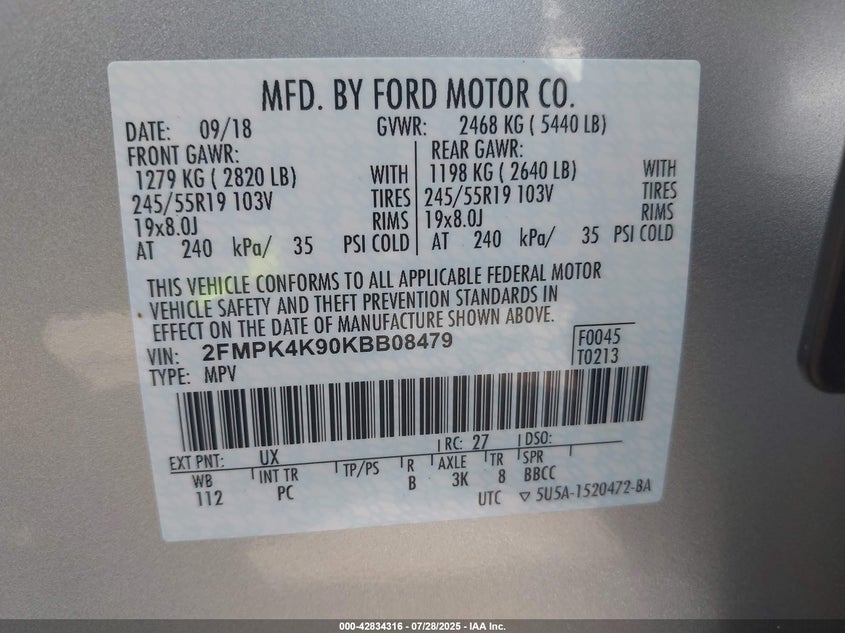 MFD. BY FORD MOTOR CO.
DATE: 09/18 GVWR: 2468 KG ( 5440 LB)
FRONT GAWR: REAR GAWR:
1279 KG ( 2820 LB) WITH 1198 KG ( 2640 LB) WITH
245/55R19 103V TIRES 245/55R19 103V TIRES
19x8.0J RIMS 19x8.0J RIMS
AT 240 kPa/ 35 PSI COLD AT 240 kPa/ 35 PSI COLD
THIS VEHICLE CONFORMS TO ALL APPLICABLE FEDERAL MOTOR
VEHICLE SAFETY AND THEFT PREVENTION STANDARDS IN
EFFECT ON THE DATE OF MANUFACTURE SHOWN ABOVE.
VIN: 2FMPK4K90KBB08479 F0045
TYPE: MPV T0213
EXT PNT: UX RC: 27 DSO:
WB INT TR TP/PS R AXLE TR SPR
112 PC B 3K 8 BBCC
UTC ▽ 5U5A-1520472-BA
000-42834316 - 07/28/2025 - IAA Inc.